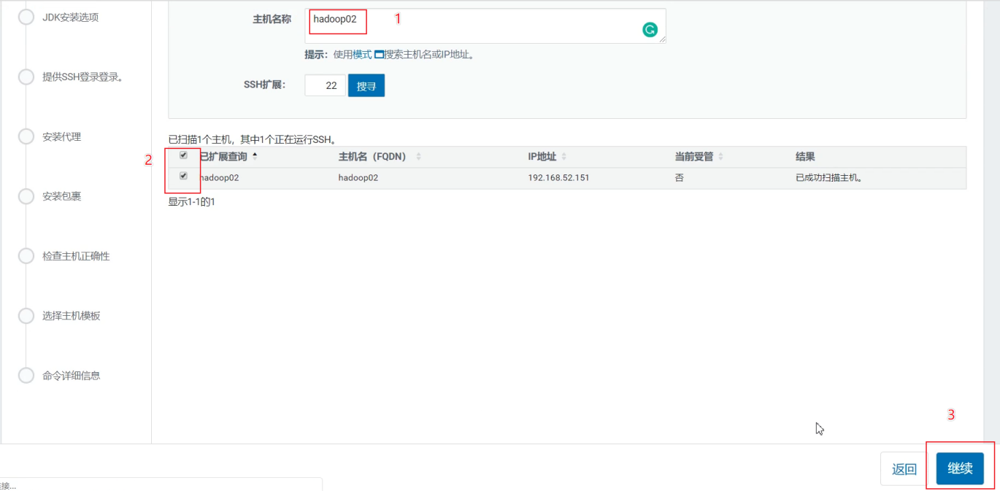 JDK安装选项
提供SSH登录登录。
安装代理
安装包裹
检查主机正确性
选择主机模板
命令详细信息
主机名称 hadoop02 1
提示：使用模式 搜索主机名或IP地址。
SSH扩展： 22 搜寻
已扫描1个主机，其中1个正在运行SSH。
2
已扩展查询 主机名（FQDN） IP地址 当前受管 结果
hadoop02 hadoop02 192.168.52.151 否 已成功扫描主机。
显示1-1的1
3
返回 继续
接...